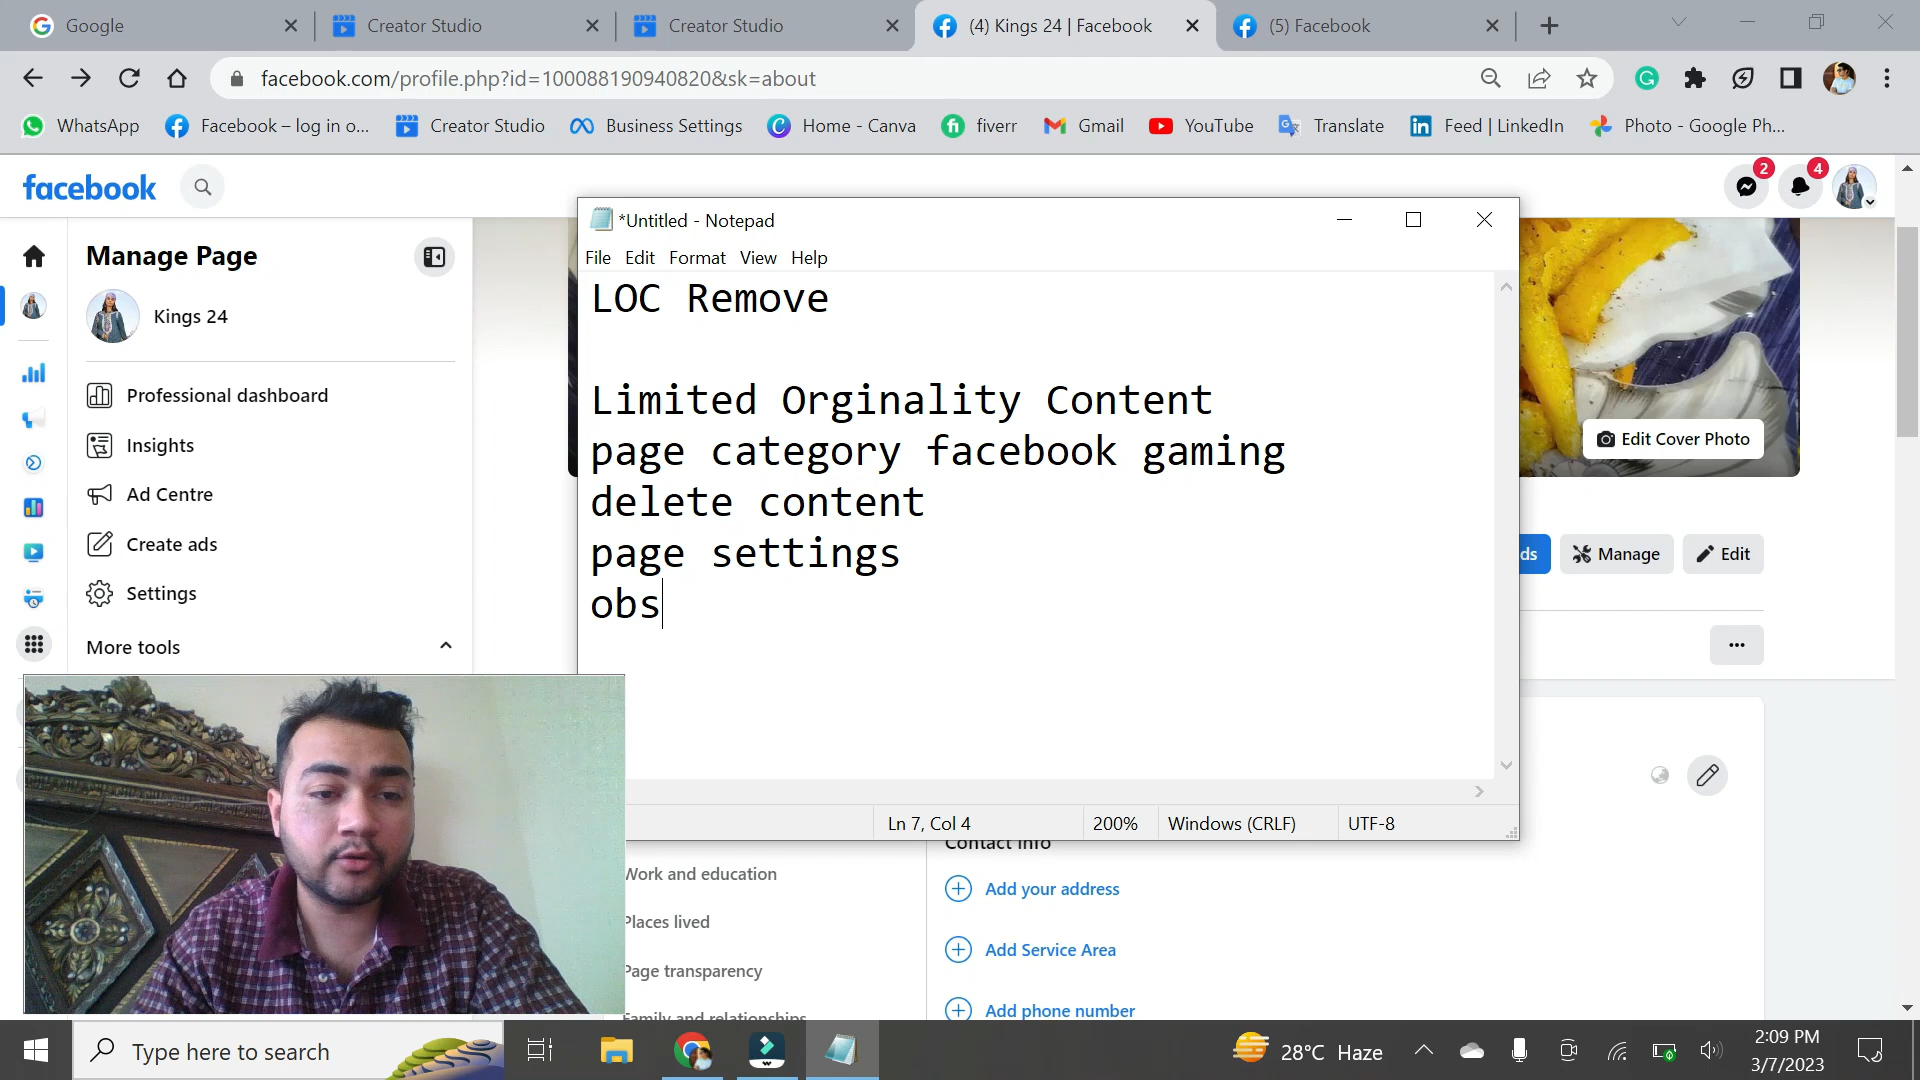 Google
Creator Studio
Creator Studio
(4) Kings 24 | Facebook
(5) Facebook
facebook.com/profile.php?id=100088190940820&sk=about
WhatsApp
Facebook – log in o...
Creator Studio
Business Settings
Home - Canva
fiverr
Gmail
YouTube
Translate
Feed | LinkedIn
Photo - Google Ph...
facebook
2
4
Manage Page
Kings 24
Professional dashboard
Insights
Ad Centre
Create ads
Settings
More tools
*Untitled - Notepad
File Edit Format View Help
LOC Remove
Limited Orginality Content
page category facebook gaming
delete content
page settings
obs
Ln 7, Col 4
200%
Windows (CRLF)
UTF-8
Edit Cover Photo
ds
Manage
Edit
Work and education
Places lived
Page transparency
Family and relationships
Contact info
Add your address
Add Service Area
Add phone number
Type here to search
28°C Haze
2:09 PM
3/7/2023